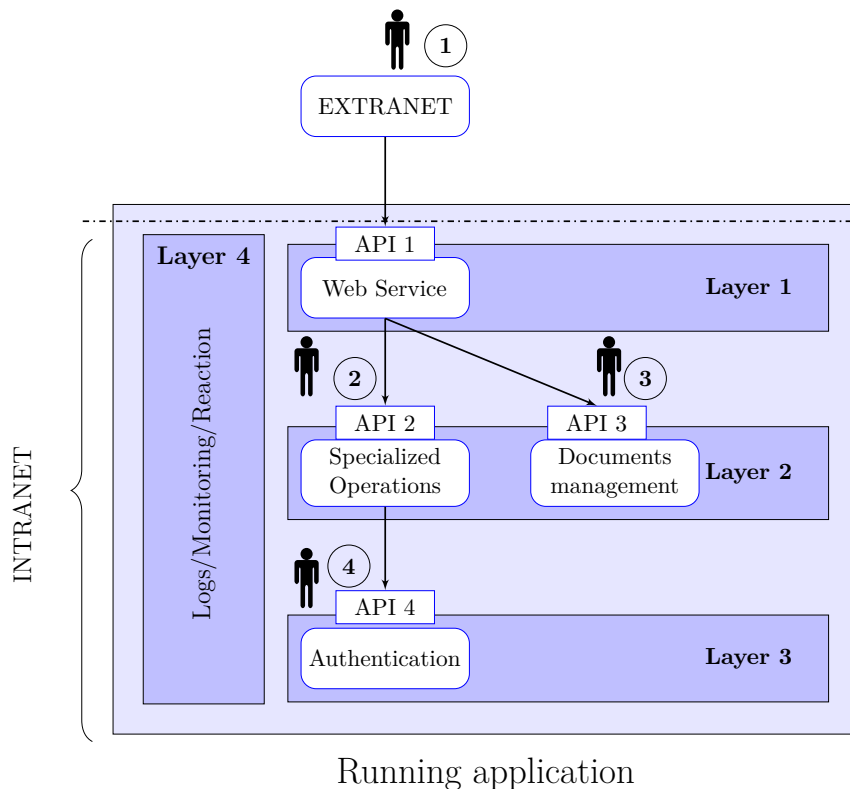 1
EXTRANET
API 1
Layer 4
Web Service
Layer 1
2
3
API 2
API 3
Specialized
Operations
Documents
management
Layer 2
Logs/Monitoring/Reaction
INTRANET
4
API 4
Authentication
Layer 3
Running application